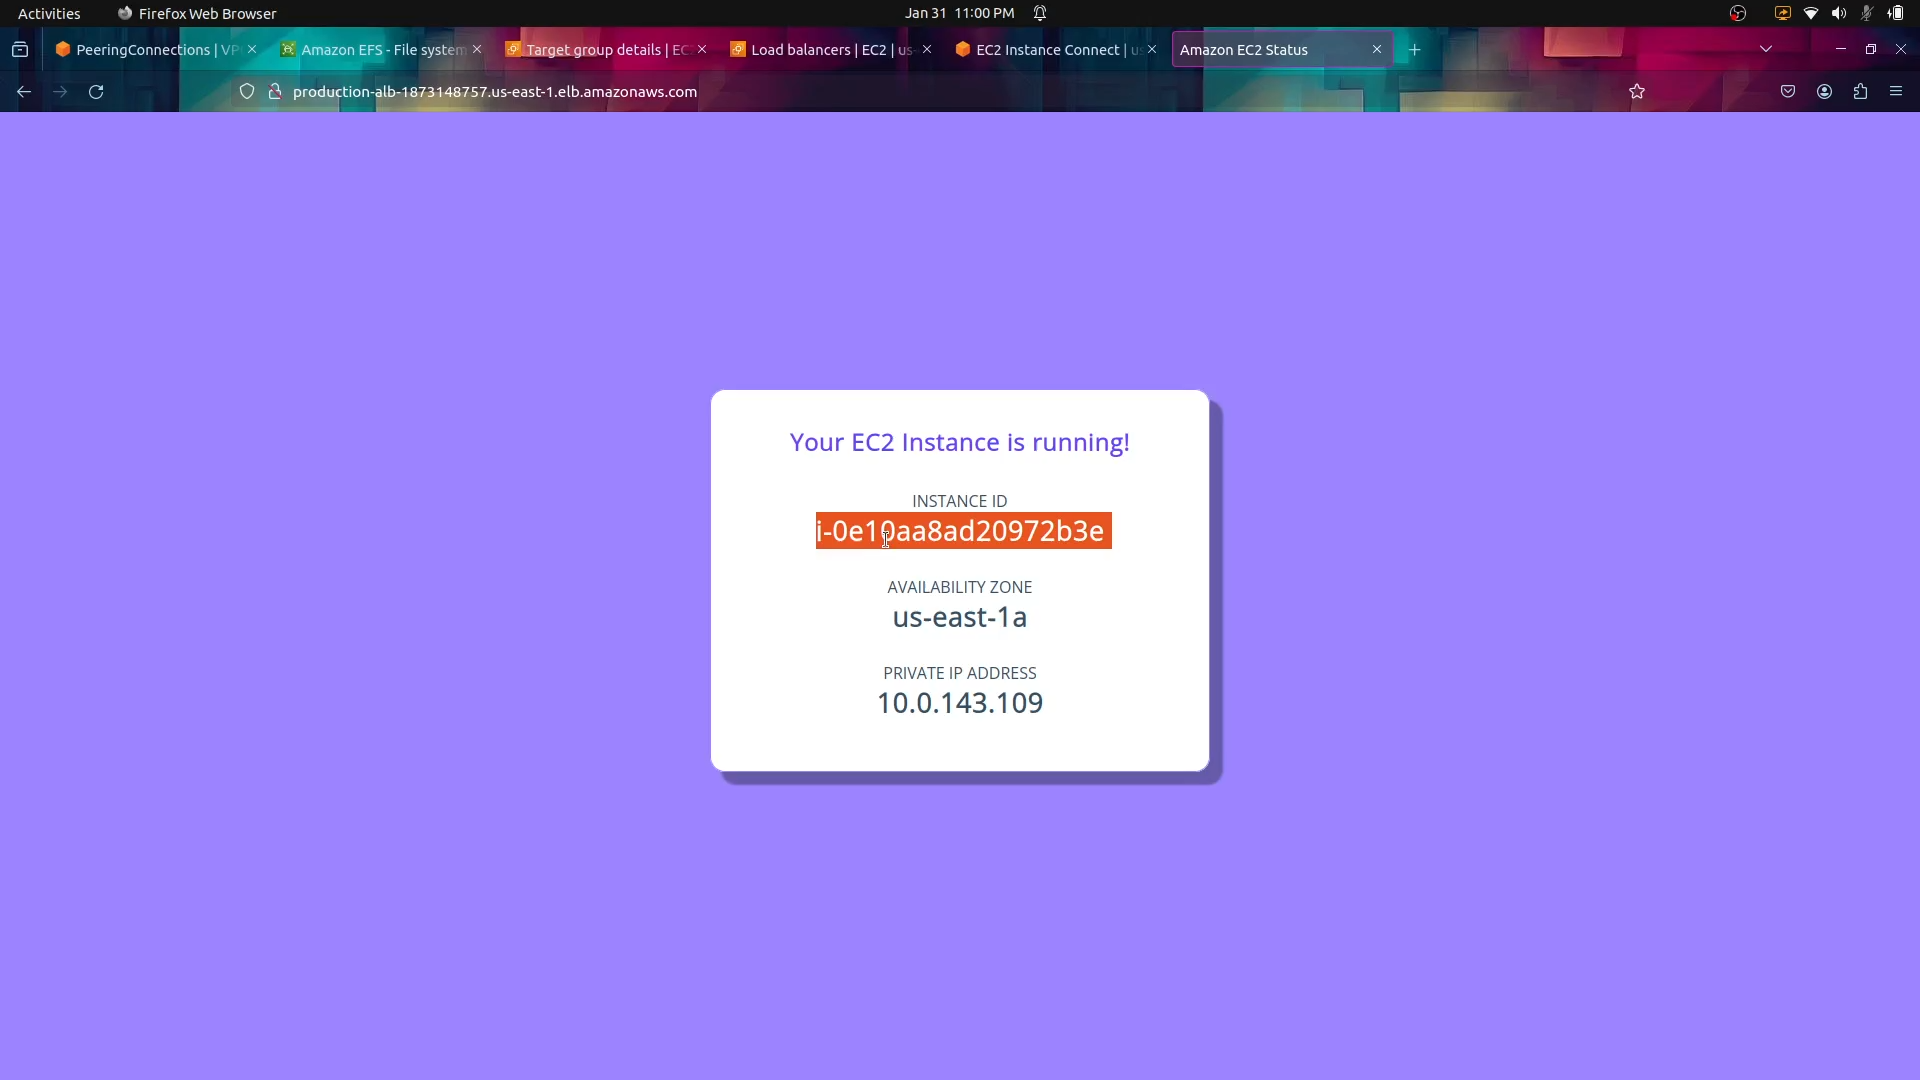 Activities
Firefox Web Browser
Jan 31 11:00 PM
PeeringConnections | VP
Amazon EFS - File system
Target group details | EC
Load balancers | EC2 | us-
EC2 Instance Connect | us
Amazon EC2 Status
production-alb-1873148757.us-east-1.elb.amazonaws.com
Your EC2 Instance is running!
INSTANCE ID
i-0e10aa8ad20972b3e
AVAILABILITY ZONE
us-east-1a
PRIVATE IP ADDRESS
10.0.143.109